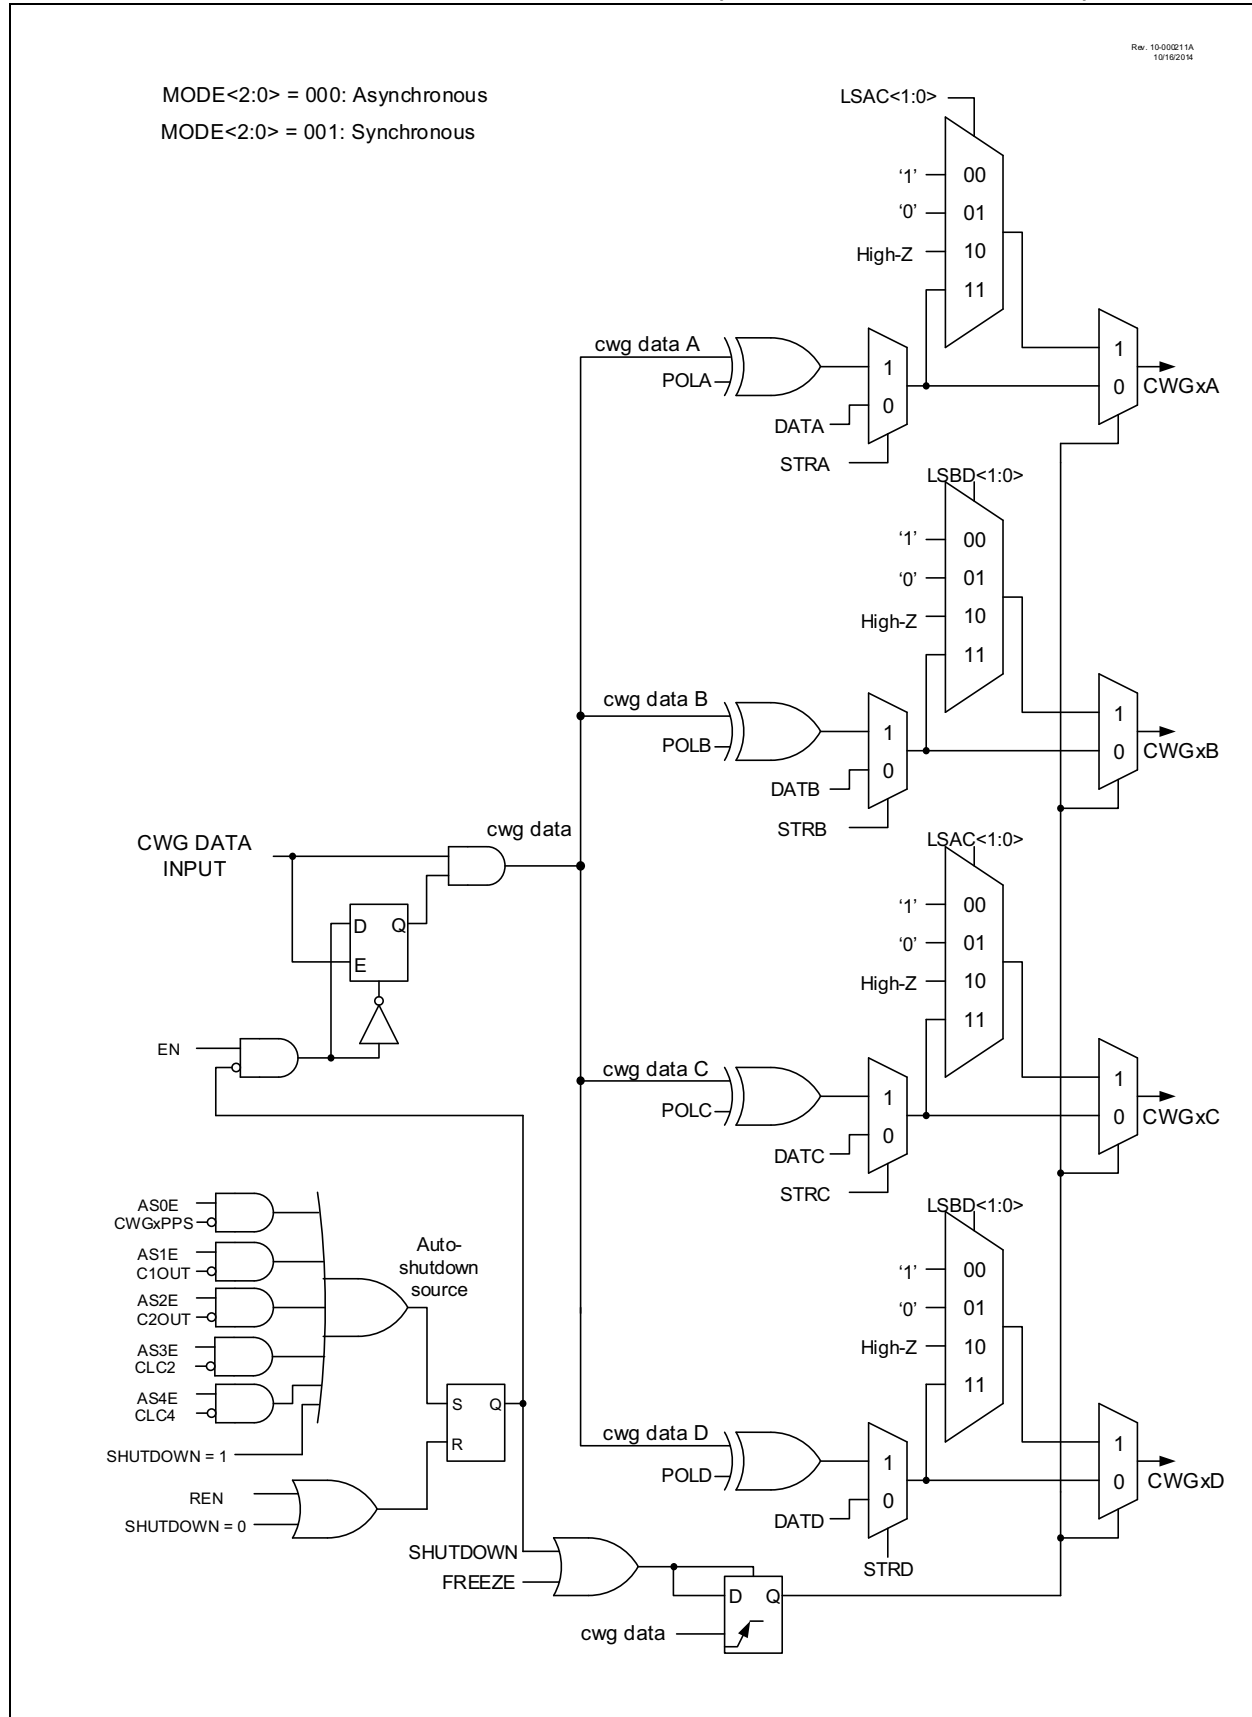 Rev. 10-000211A
10/16/2014
MODE<2:0> = 000: Asynchronous
MODE<2:0> = 001: Synchronous
LSAC<1:0>
‘1’
00
‘0’
01
High-Z
10
11
cwg data A
POLA
1
0
DATA
STRA
1
0
CWGxA
LSBD<1:0>
‘1’
00
‘0’
01
High-Z
10
11
cwg data B
POLB
1
0
DATB
STRB
1
0
CWGxB
CWG DATA
INPUT
cwg data
D
Q
E
EN
LSAC<1:0>
‘1’
00
‘0’
01
High-Z
10
11
cwg data C
POLC
1
0
DATC
STRC
1
0
CWGxC
AS0E
CWGxPPS
AS1E
C1OUT
AS2E
C2OUT
AS3E
CLC2
AS4E
CLC4
SHUTDOWN = 1
Auto-
shutdown
source
S
Q
R
REN
SHUTDOWN = 0
LSBD<1:0>
‘1’
00
‘0’
01
High-Z
10
11
cwg data D
POLD
1
0
DATD
STRD
1
0
CWGxD
SHUTDOWN
FREEZE
D
Q
cwg data